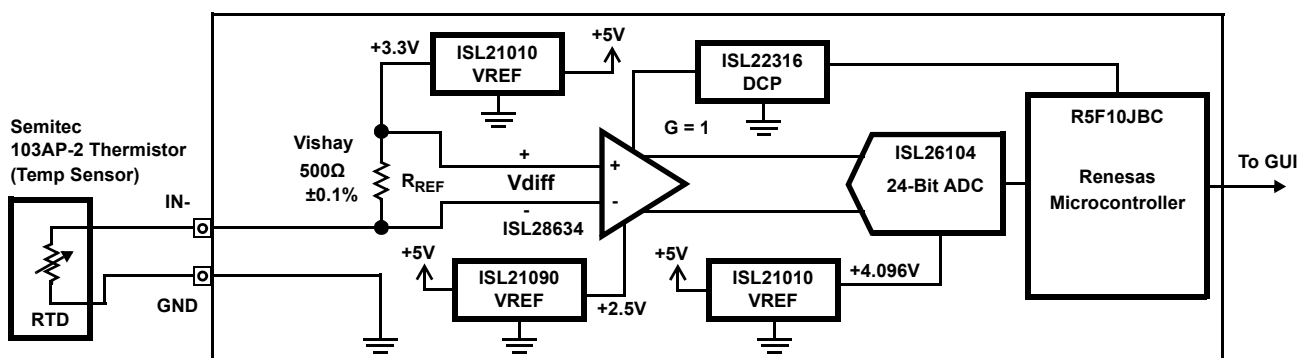 +3.3V
ISL21010
VREF
+5V
ISL22316
DCP
Semitec
103AP-2 Thermistor
(Temp Sensor)
Vishay
500Ω
±0.1%
RREF
+
Vdiff
-
G = 1
+
-
ISL28634
ISL26104
24-Bit ADC
R5F10JBC
Renesas
Microcontroller
To GUI
IN-
GND
RTD
+5V
ISL21090
VREF
+2.5V
+5V
ISL21010
VREF
+4.096V